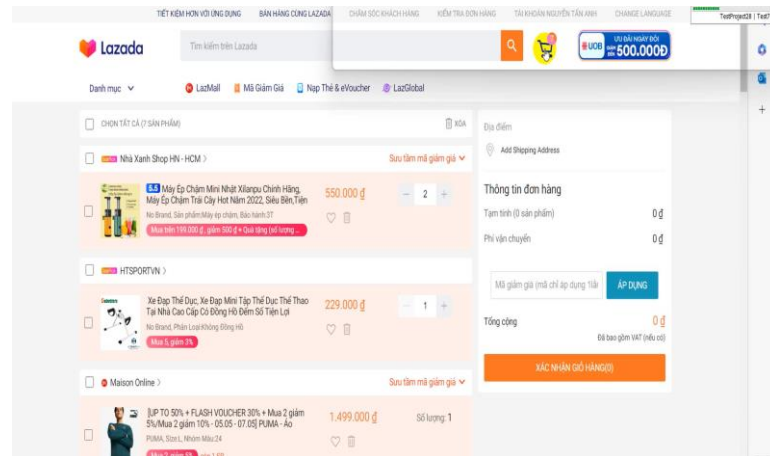 TIẾT KIỆM HƠN VỚI ỨNG DỤNG BÁN HÀNG CÙNG LAZADA CHĂM SÓC KHÁCH HÀNG KIỂM TRA ĐƠN HÀNG TÀI KHOẢN NGUYỄN TẤN ANH CHANGE LANGUAGE
TestProject28 | Test7
Lazada
Tìm kiếm trên Lazada
UOB
ƯU ĐÃI NGAY ĐÔI
500.000Đ
Danh mục
LazMall
Mã Giảm Giá
Nạp Thẻ & eVoucher
LazGlobal
CHỌN TẤT CẢ (7 SẢN PHẨM)
XÓA
Nhà Xanh Shop HN - HCM >
Sưu tầm mã giảm giá
5.5 Máy Ép Chậm Mini Nhật Xilanpu Chính Hãng,
Máy Ép Chậm Trái Cây Hot Năm 2022, Siêu Bền,Tiện
No Brand, Sản phẩm:Máy ép chậm, Bảo hành:3T
Mua trên 199.000 ₫, giảm 500 ₫ + Quà tặng (số lượng ...
550.000 ₫
- 2 +
HTSPORTVN >
Xe Đạp Thể Dục, Xe Đạp Mini Tập Thể Dục Thể Thao
Tại Nhà Cao Cấp Có Đồng Hồ Đếm Số Tiện Lợi
No Brand, Phân Loại:Không Đồng Hồ
Mua 5, giảm 3%
229.000 ₫
- 1 +
Maison Online >
Sưu tầm mã giảm giá
[UP TO 50% + FLASH VOUCHER 30% + Mua 2 giảm
5%/Mua 2 giảm 10% - 05.05 - 07.05] PUMA - Áo
PUMA, Size:L, Nhóm Màu:24
Mua 2, giảm 5%
1.499.000 ₫
Số lượng: 1
Địa điểm
Add Shipping Address
Thông tin đơn hàng
Tạm tính (0 sản phẩm) 0 ₫
Phí vận chuyển 0 ₫
Mã giảm giá (mã chỉ áp dụng 1 lần
ÁP DỤNG
Tổng cộng 0 ₫
Đã bao gồm VAT (nếu có)
XÁC NHẬN GIỎ HÀNG(0)